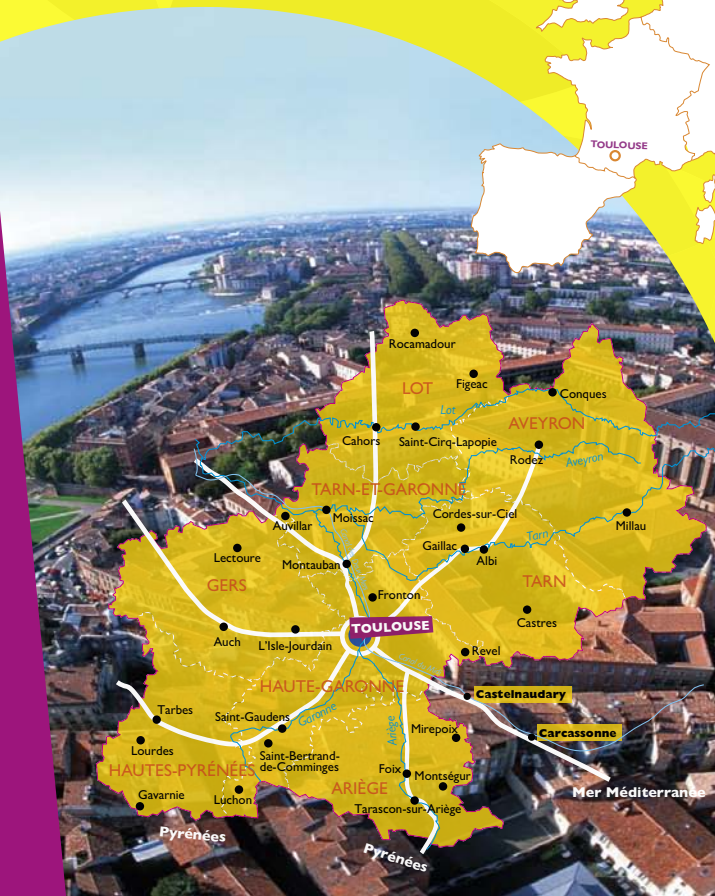 TOULOUSE
Rocamadour
LOT
Figeac
Conques
Lot
AVEYRON
Cahors
Saint-Cirq-Lapopie
Rodez
Aveyron
TARN-ET-GARONNE
Auvillar
Moissac
Cordes-sur-Ciel
Millau
Lectoure
Montauban
Gaillac
Albi
Tarn
GERS
TARN
Fronton
Castres
TOULOUSE
Auch
L'Isle-Jourdain
Revel
HAUTE-GARONNE
Castelnaudary
Tarbes
Saint-Gaudens
Garonne
Ariège
Mirepoix
Carcassonne
Lourdes
Saint-Bertrand-
de-Comminges
HAUTES-PYRÉNÉES
Foix
Montségur
ARIÈGE
Mer Méditerranée
Gavarnie
Luchon
Tarascon-sur-Ariège
Pyrénées
Pyrénées